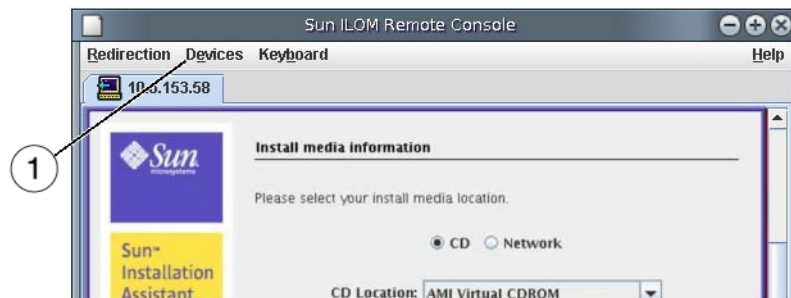 Sun ILOM Remote Console
Redirection Devices Keyboard Help
10.6.153.58
1
Sun
microsystems
Install media information
Please select your install media location.
CD Network
Sun™
Installation
Assistant
CD Location: AMI Virtual CDROM